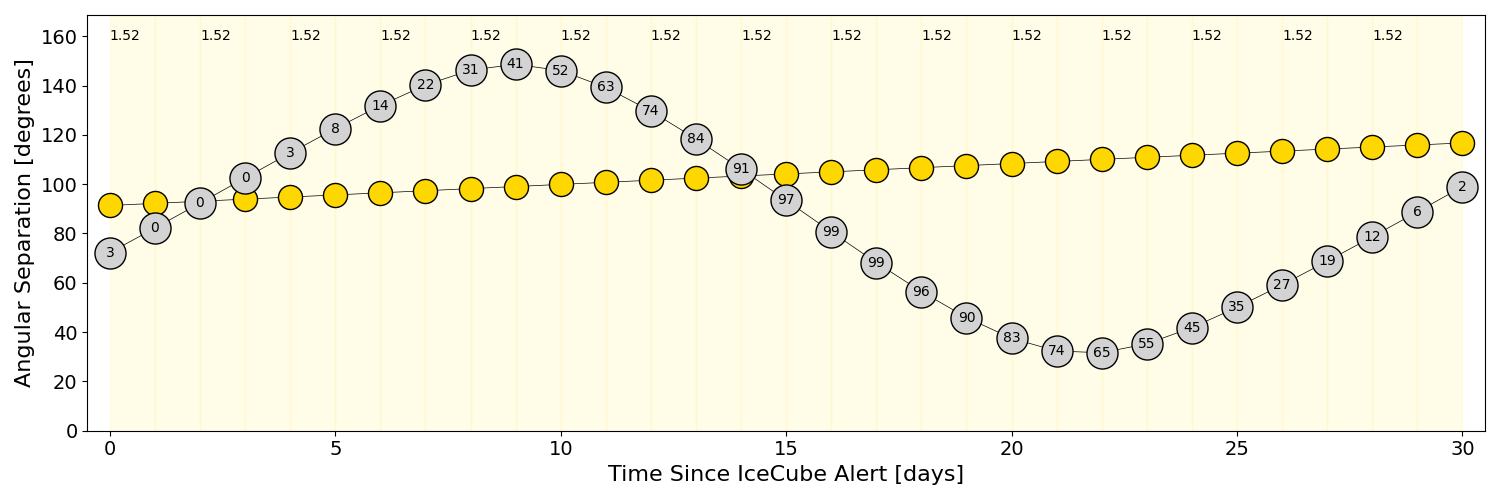 1.52 1.52 1.52 1.52 1.52 1.52 1.52 1.52 1.52 1.52 1.52 1.52 1.52 1.52 1.52
Angular Separation [degrees]
160
140
120
100
80
60
40
20
0
3 0 0 0 3 8 14 22 31 41 52 63 74 84 91 97 99 99 96 90 83 74 65 55 45 35 27 19 12 6 2
0 5 10 15 20 25 30
Time Since IceCube Alert [days]